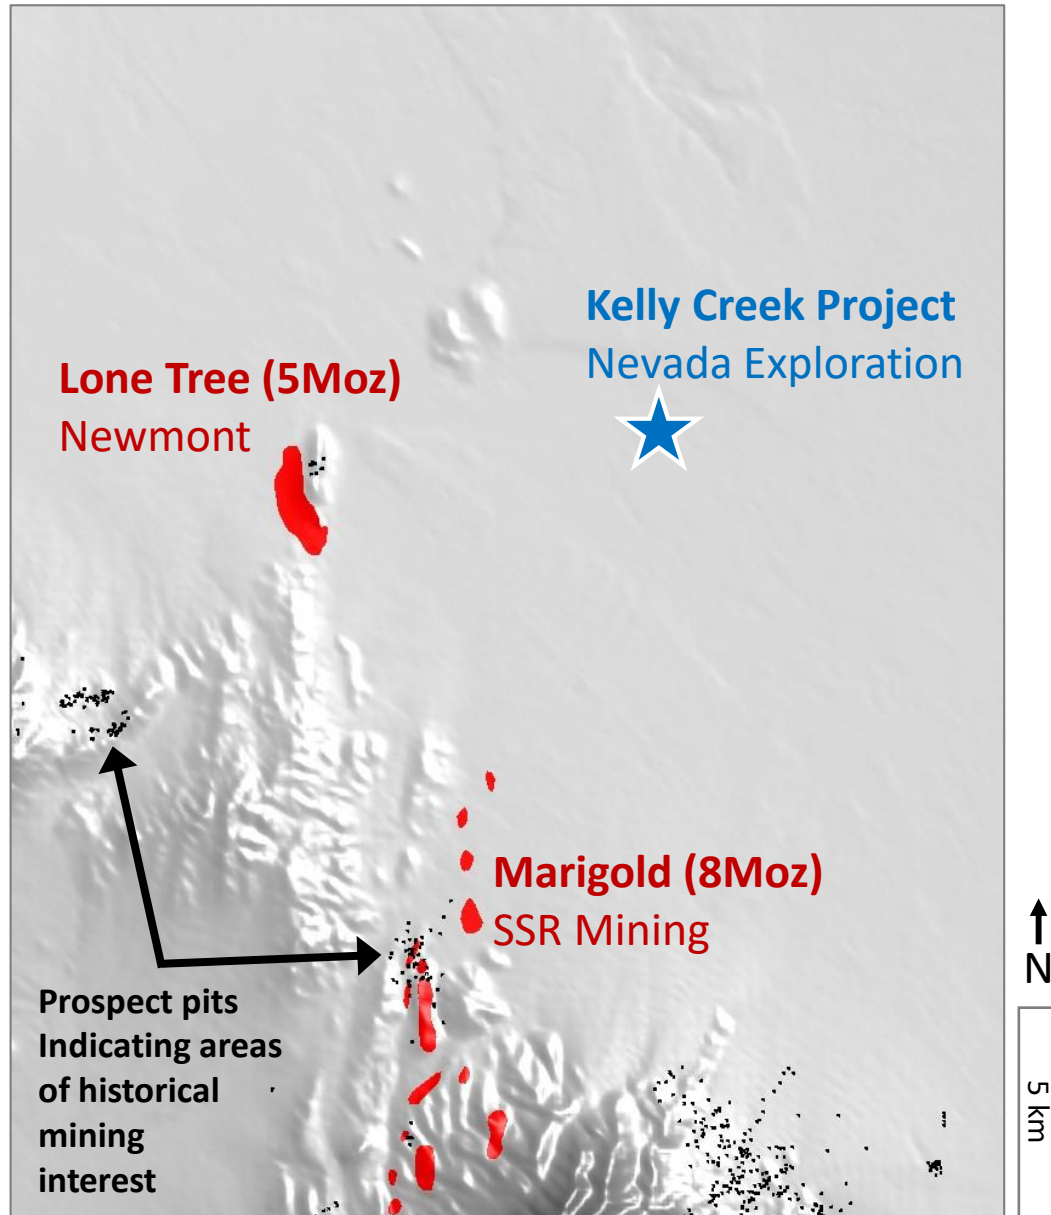 Kelly Creek Project
Nevada Exploration
Lone Tree (5Moz)
Newmont
Marigold (8Moz)
SSR Mining
N
Prospect pits
Indicating areas
of historical
mining
interest
5 km